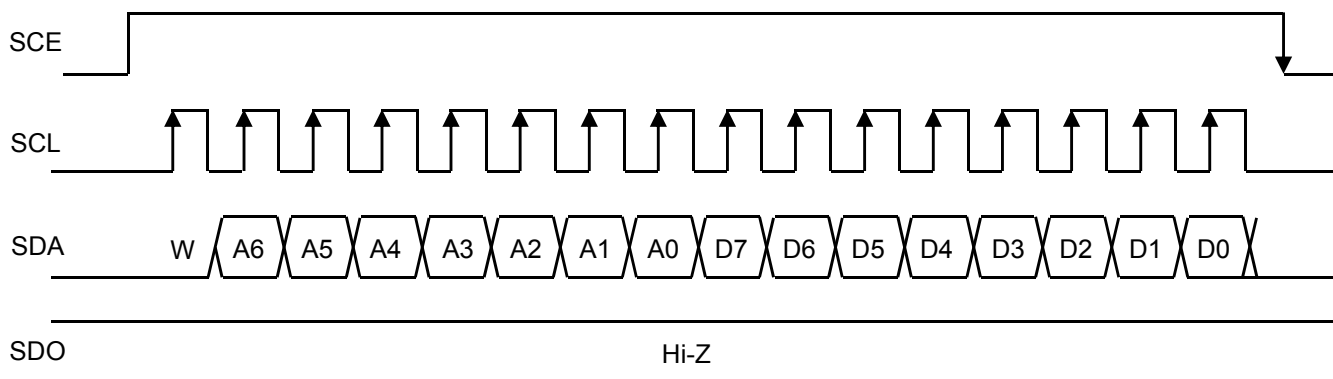 SCE
SCL
SDA W A6 A5 A4 A3 A2 A1 A0 D7 D6 D5 D4 D3 D2 D1 D0
SDO Hi-Z